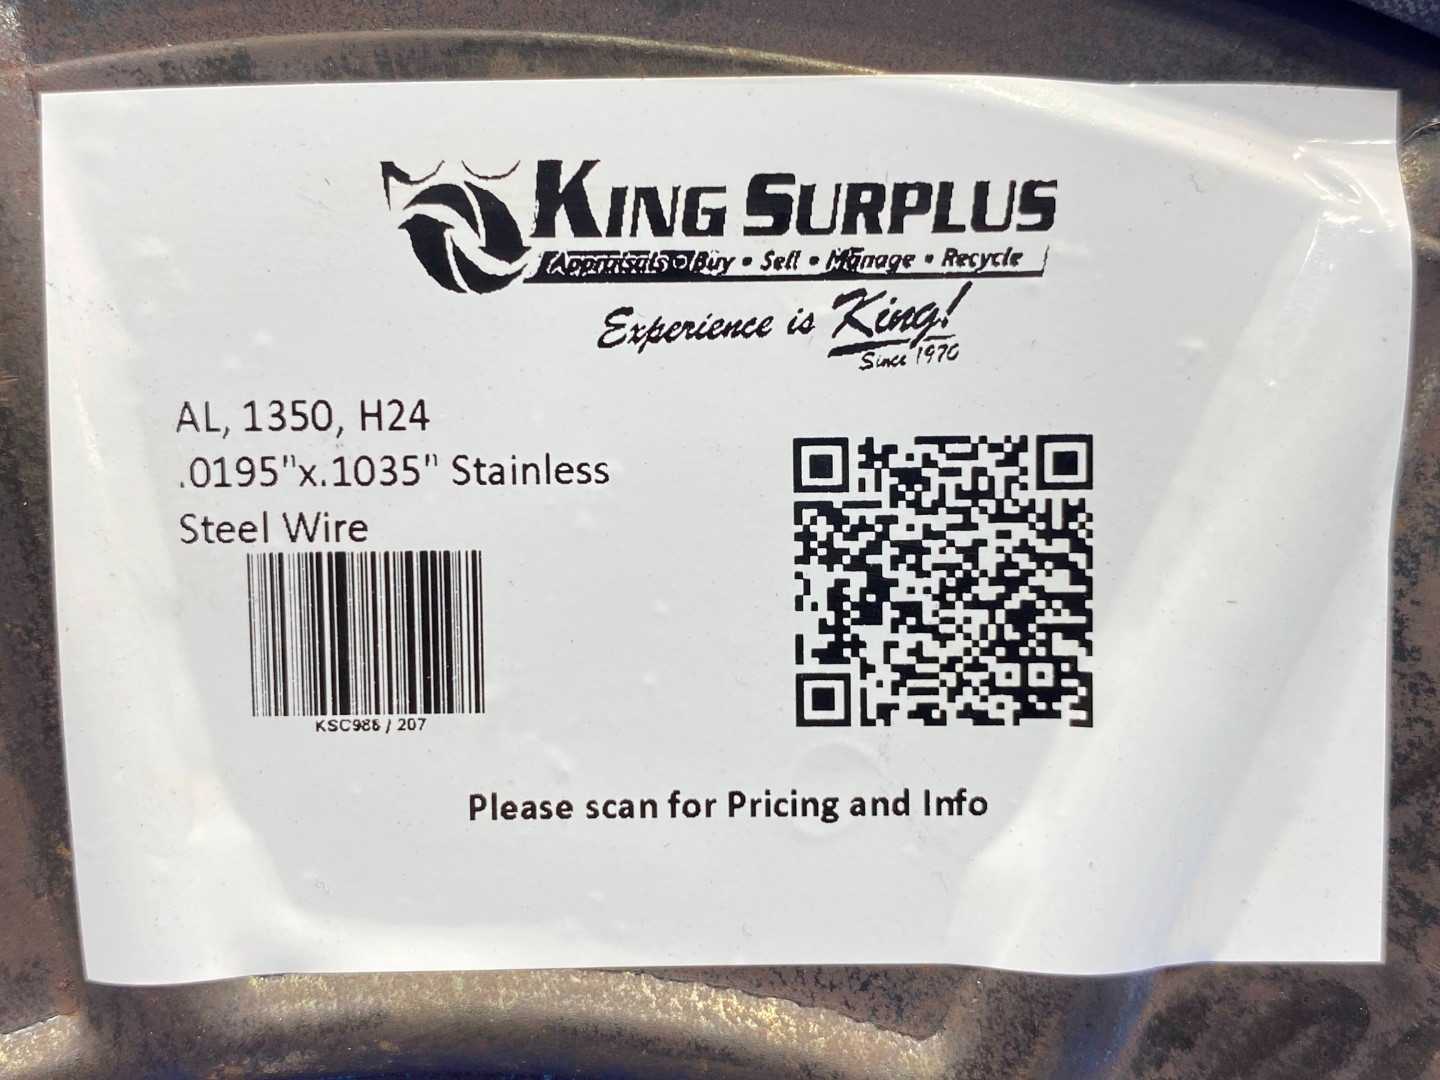 KING SURPLUS
Appraisals • Buy • Sell • Manage • Recycle
Experience is King!
Since 1970
AL, 1350, H24
.0195"x.1035" Stainless
Steel Wire
KSC988 / 207
Please scan for Pricing and Info